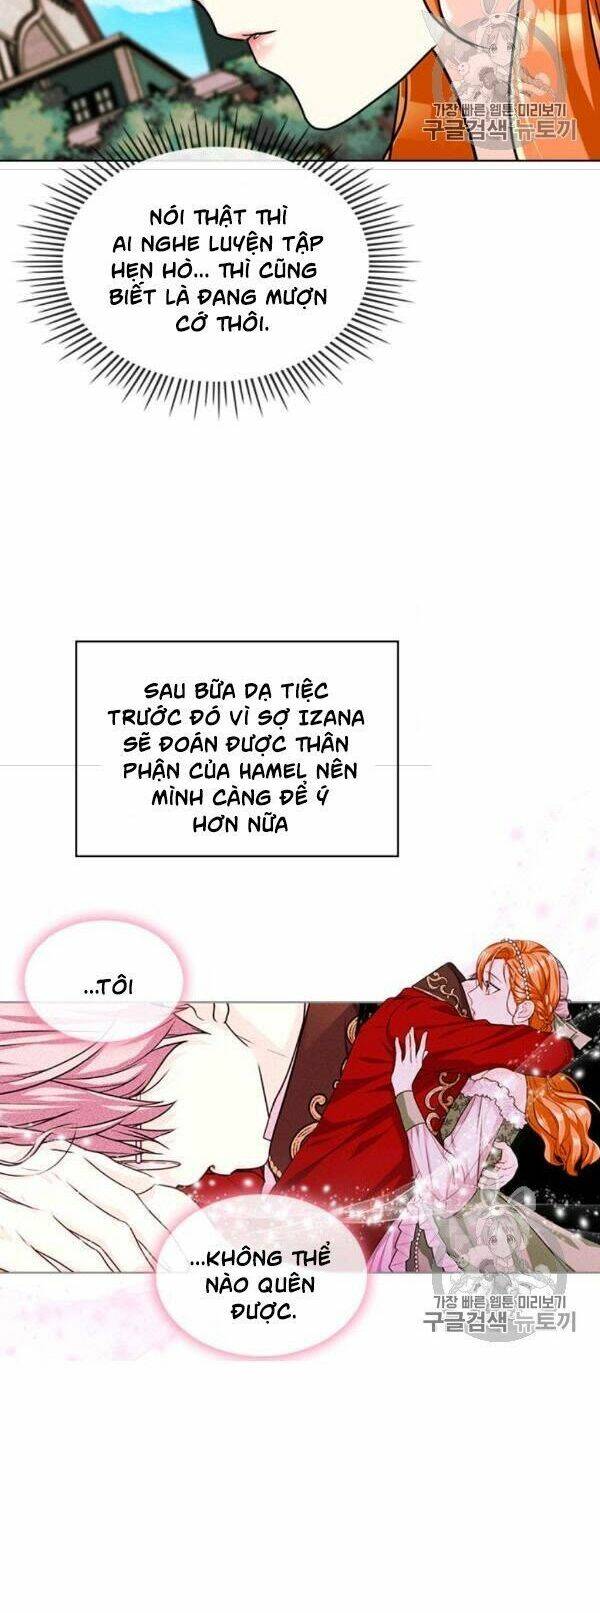 가장 빠른 웹툰 미리보기
구글검색 뉴토끼
NÓI THẬT THÌ
AI NGHE LUYỆN TẬP
HẸN HÒ... THÌ CŨNG
BIẾT LÀ ĐANG MƯỢN
CỚ THÔI.
SAU BỮA DẠ TIỆC
TRƯỚC ĐÓ VÌ SỢ IZANA
SẼ ĐOÁN ĐƯỢC THÂN
PHẬN CỦA HAMEL NÊN
MÌNH CÀNG ĐỂ Ý
HƠN NỮA
...TÔI
...KHÔNG THỂ
NÀO QUÊN
ĐƯỢC.
가장 빠른 웹툰 미리보기
구글검색 뉴토끼